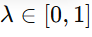 λ ∈ [0, 1]